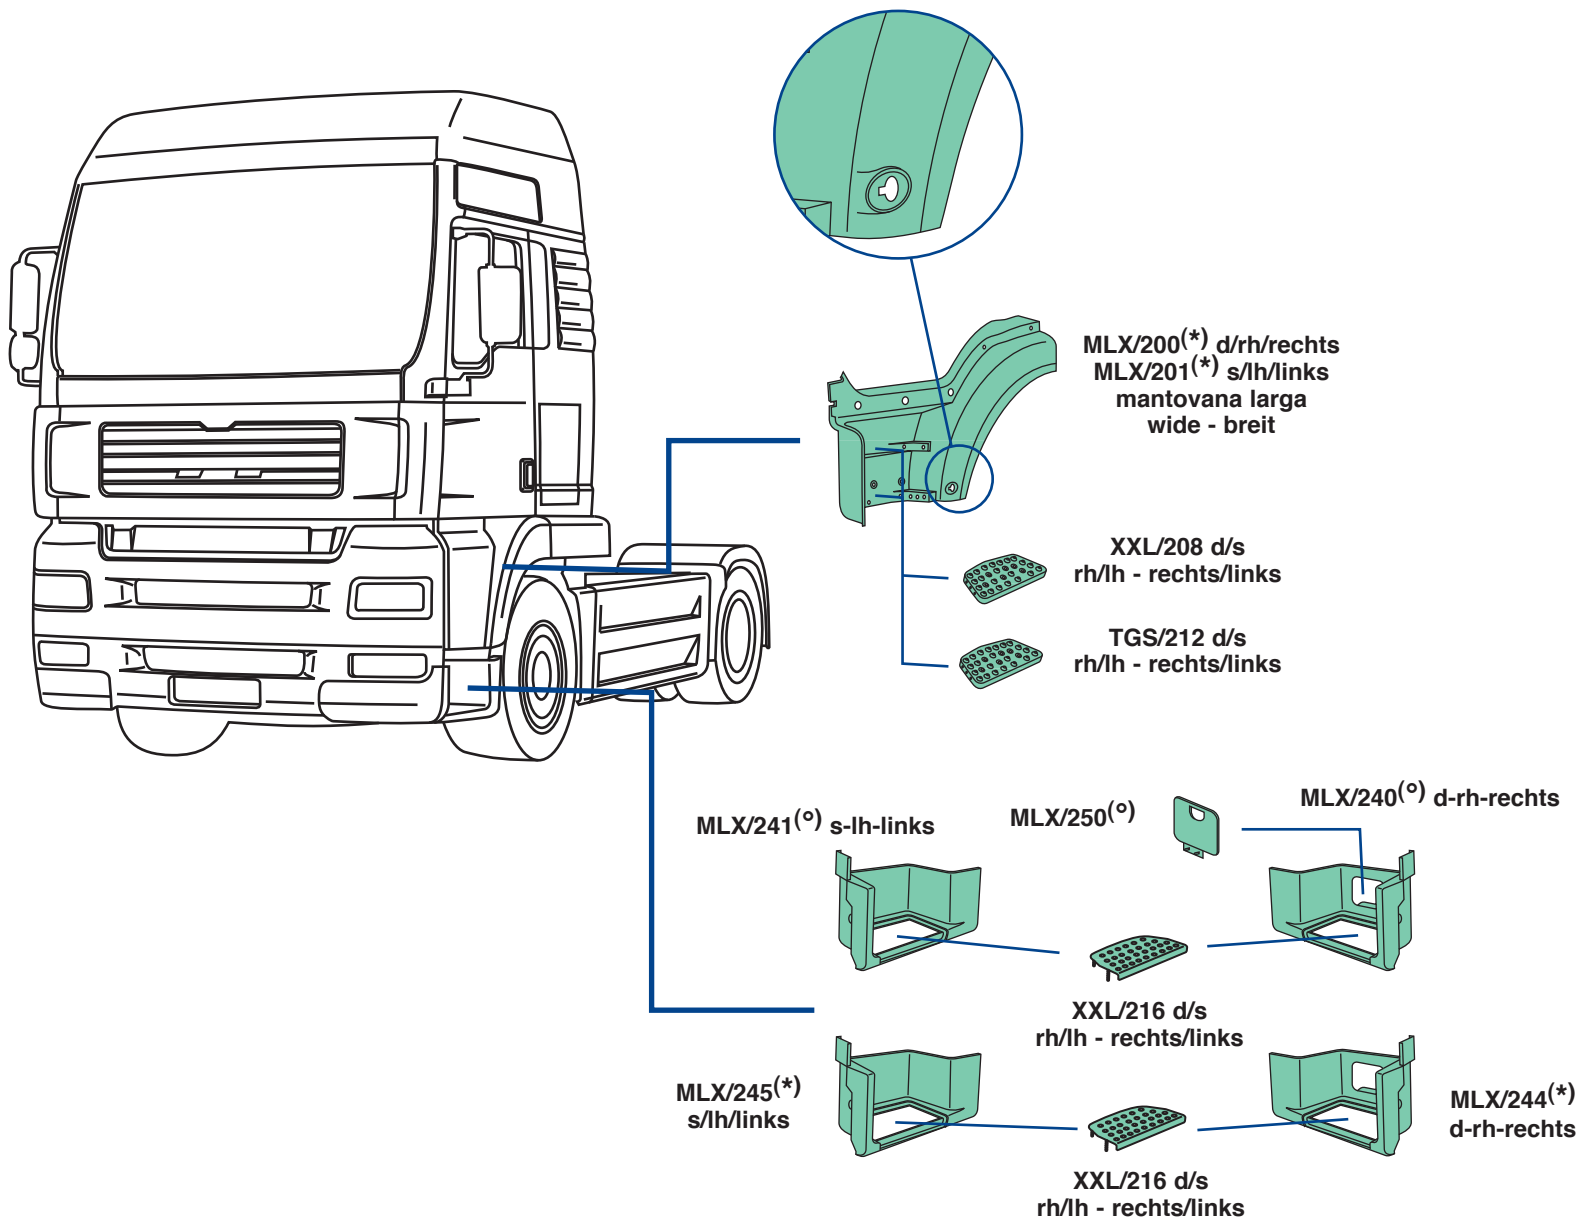 MLX/200(*) d/rh/rechts
MLX/201(*) s/lh/links
mantovana larga
wide - breit
XXL/208 d/s
rh/lh - rechts/links
TGS/212 d/s
rh/lh - rechts/links
MLX/241(°) s-lh-links
MLX/250(°)
MLX/240(°) d-rh-rechts
XXL/216 d/s
rh/lh - rechts/links
MLX/245(*)
s/lh/links
MLX/244(*)
d-rh-rechts
XXL/216 d/s
rh/lh - rechts/links